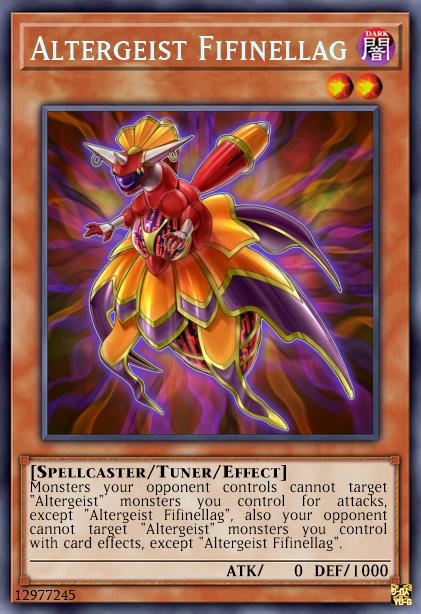 Altergeist Fifinellag
DARK
闇
[Spellcaster/Tuner/Effect]
Monsters your opponent controls cannot target
"Altergeist" monsters you control for attacks,
except "Altergeist Fifinellag", also your opponent
cannot target "Altergeist" monsters you control
with card effects, except "Altergeist Fifinellag".
ATK/ 0 DEF/1000
12977245